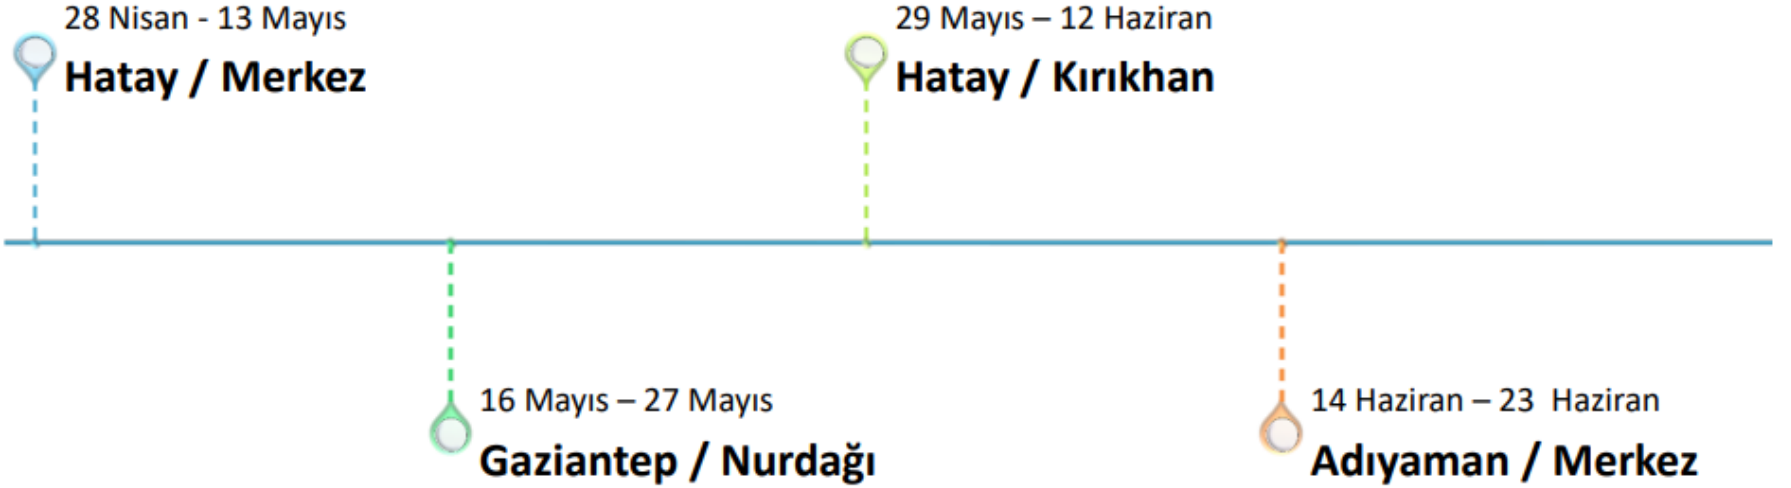 28 Nisan - 13 Mayıs
Hatay / Merkez
16 Mayıs – 27 Mayıs
Gaziantep / Nurdağı
29 Mayıs – 12 Haziran
Hatay / Kırıkhan
14 Haziran – 23  Haziran
Adıyaman / Merkez